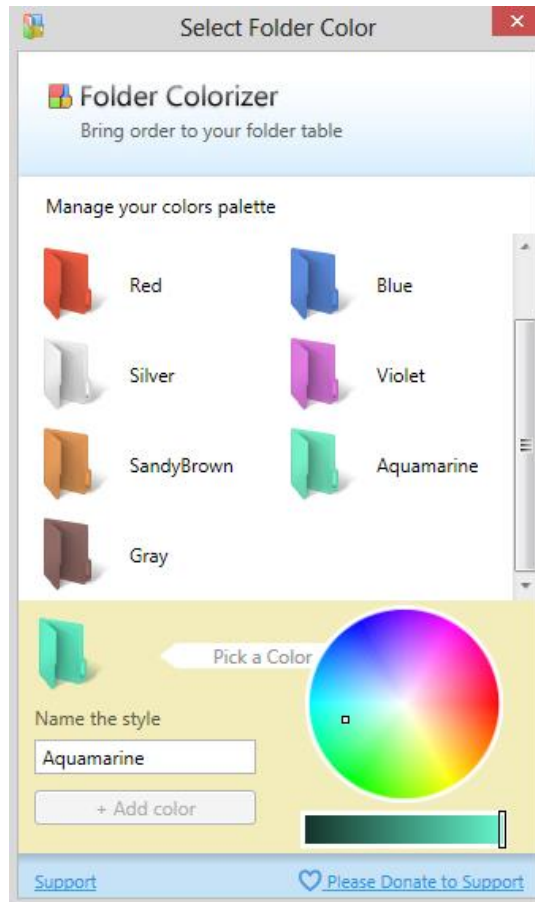 Select Folder Color
Folder Colorizer
Bring order to your folder table
Manage your colors palette
Red
Blue
Silver
Violet
SandyBrown
Aquamarine
Gray
Pick a Color
Name the style
Aquamarine
+ Add color
Support
Please Donate to Support